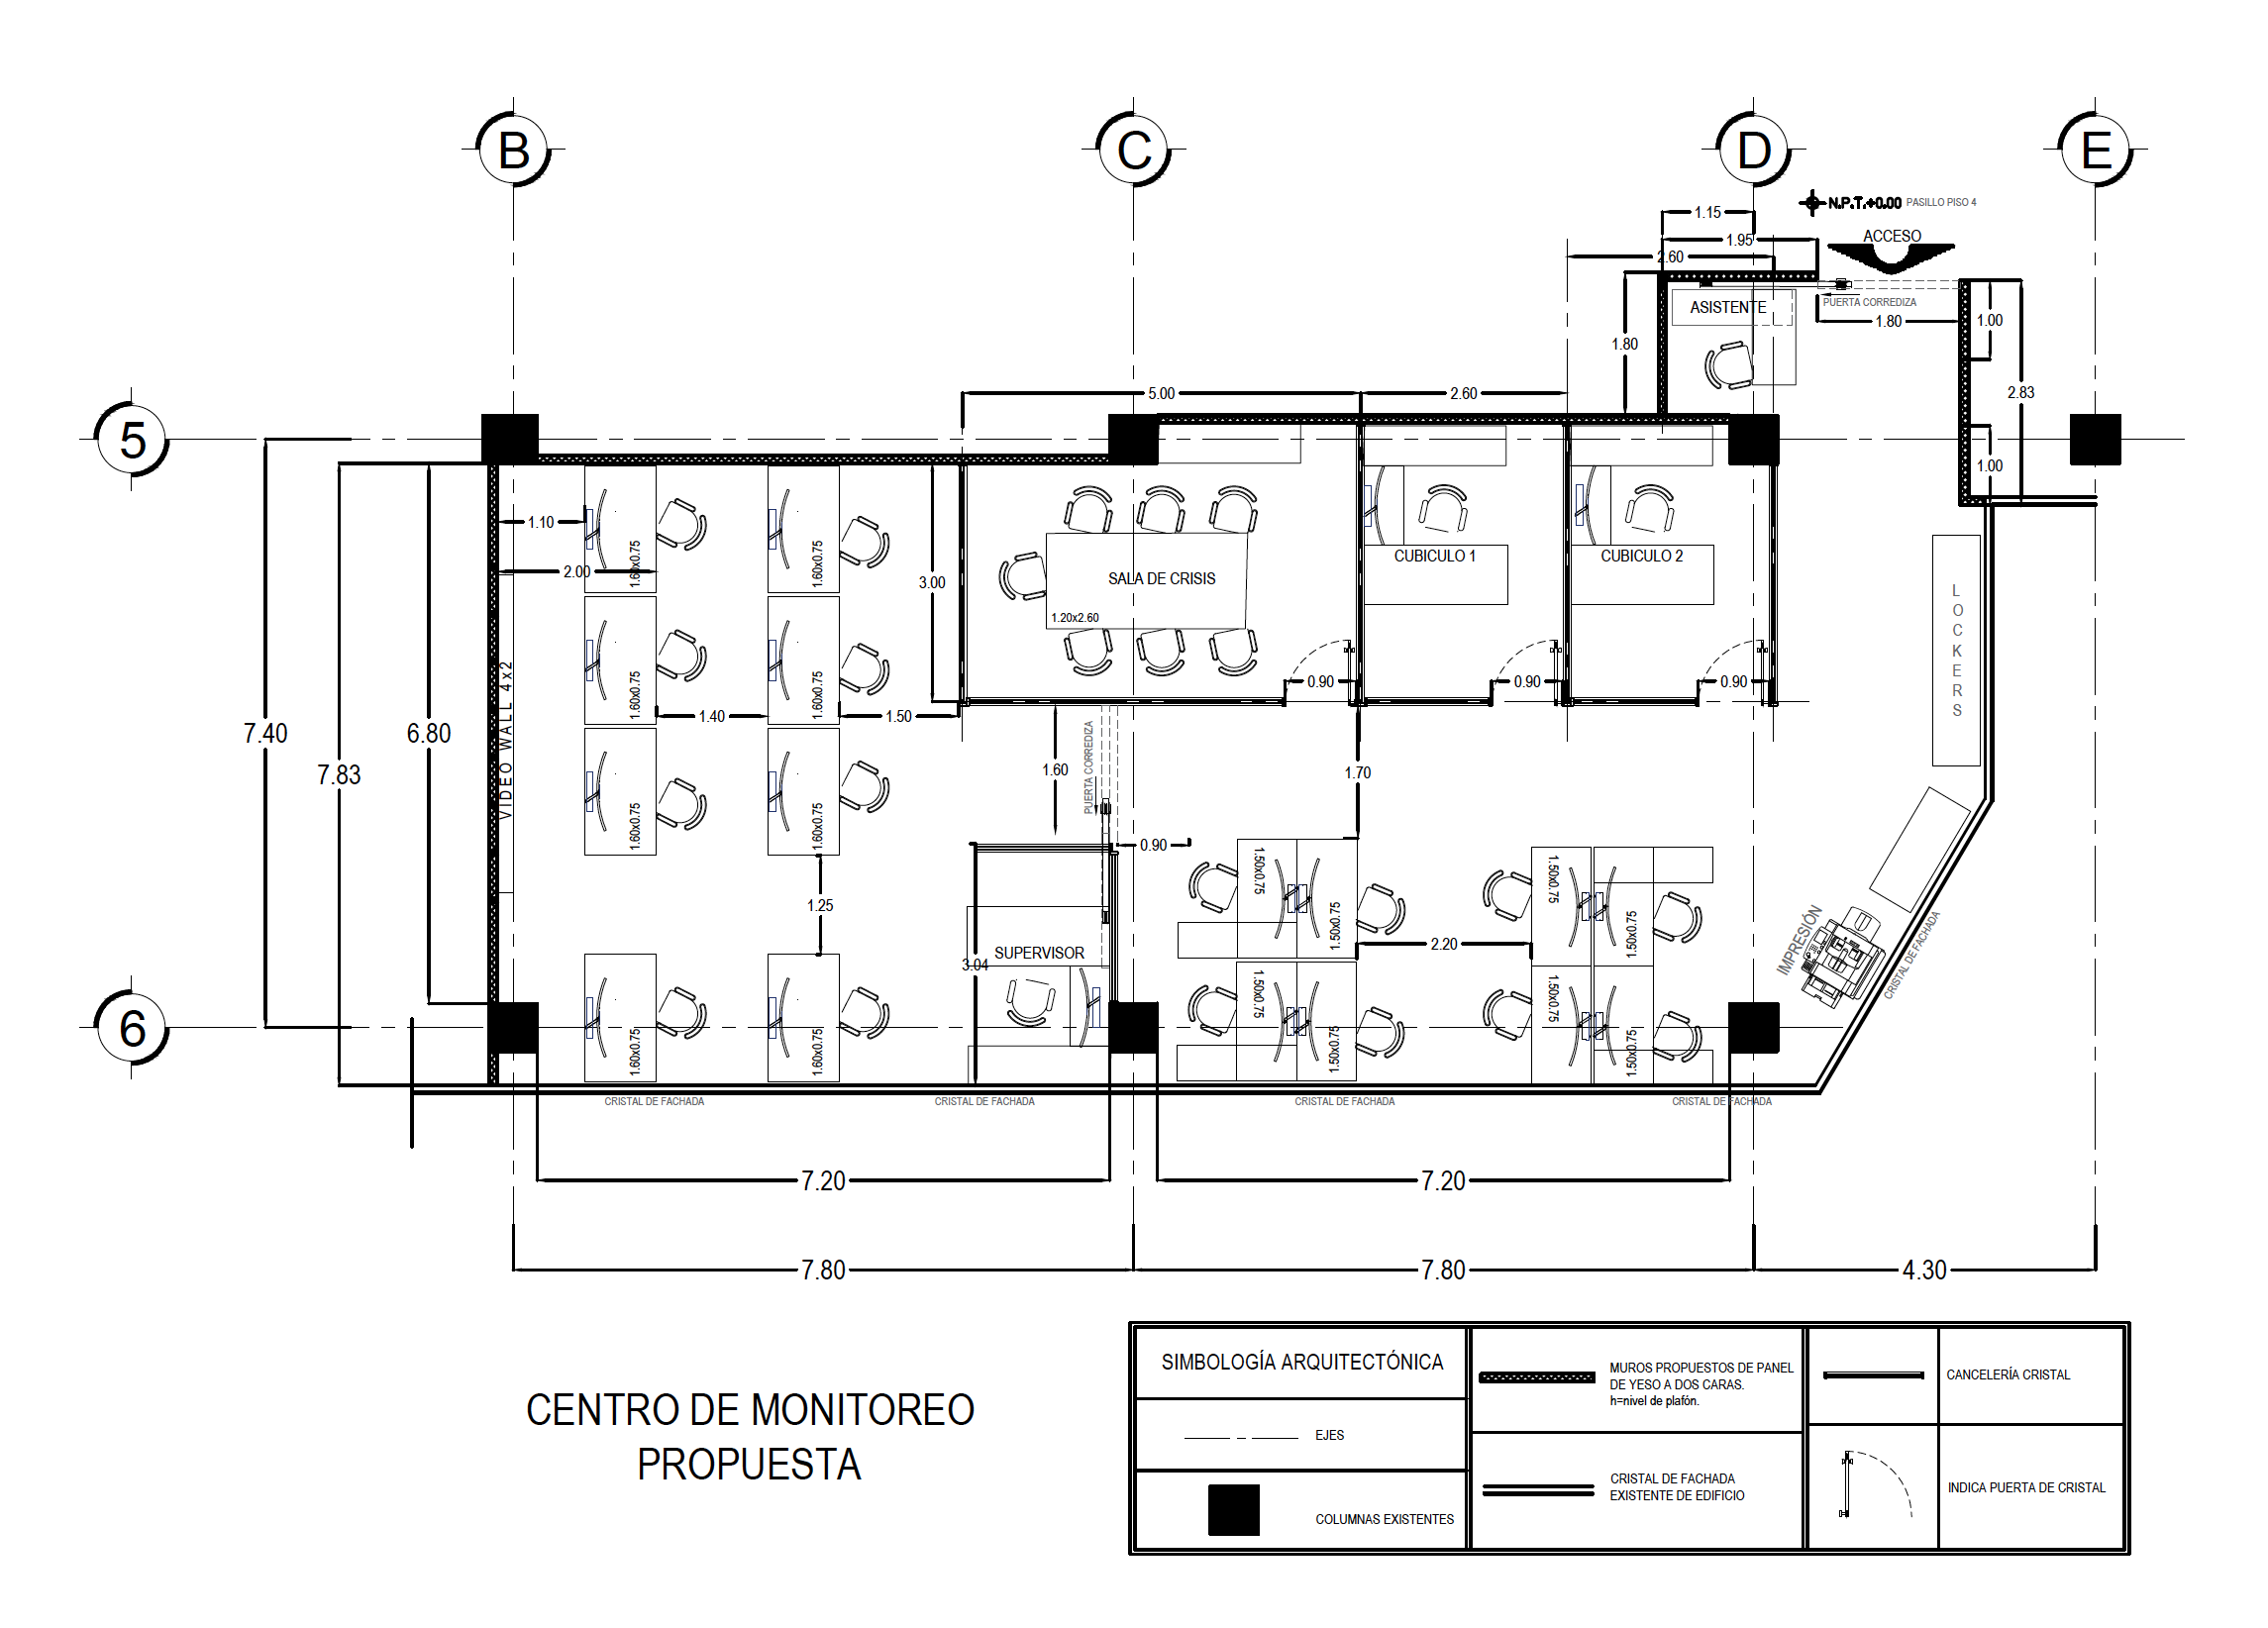 B
C
D
E
N.P.T.+0.00 PASILLO PISO 4
1.15
ACCESO
1.95
2.60
ASISTENTE
PUERTA CORREDIZA
1.80
1.00
1.80
5.00
2.60
2.83
5
1.00
1.10
1.60x0.75
1.60x0.75
2.00
3.00
SALA DE CRISIS
1.20x2.60
CUBICULO 1
CUBICULO 2
LOCKERS
0.90
0.90
0.90
1.60x0.75
1.60x0.75
1.40
1.50
VIDEO WALL 4x2
7.40
7.83
6.80
1.60
PUERTA CORREDIZA
1.70
1.60x0.75
1.60x0.75
0.90
1.25
1.50x0.75
1.50x0.75
1.50x0.75
1.50x0.75
IMPRESIÓN
CRISTAL DE FACHADA
SUPERVISOR
3.04
2.20
6
1.60x0.75
1.60x0.75
1.50x0.75
1.50x0.75
1.50x0.75
1.50x0.75
CRISTAL DE FACHADA
CRISTAL DE FACHADA
CRISTAL DE FACHADA
CRISTAL DE FACHADA
7.20
7.20
7.80
7.80
4.30
CENTRO DE MONITOREO
PROPUESTA
SIMBOLOGÍA ARQUITECTÓNICA
EJES
COLUMNAS EXISTENTES
MUROS PROPUESTOS DE PANEL
DE YESO A DOS CARAS.
h=nivel de plafón.
CRISTAL DE FACHADA
EXISTENTE DE EDIFICIO
CANCELERÍA CRISTAL
INDICA PUERTA DE CRISTAL